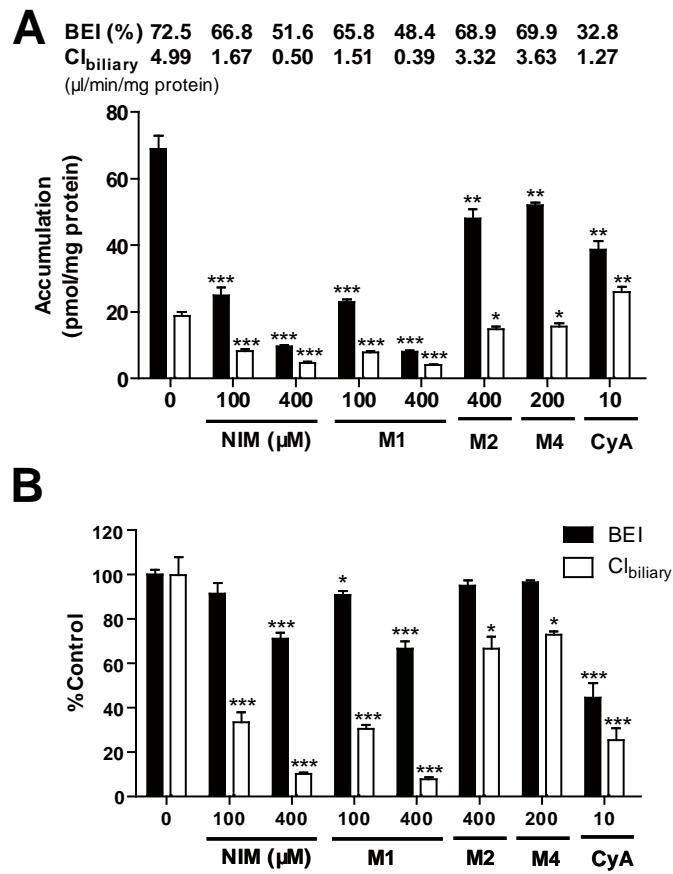 A
BEI (%) 72.5 66.8 51.6 65.8 48.4 68.9 69.9 32.8
Clbiliary 4.99 1.67 0.50 1.51 0.39 3.32 3.63 1.27
(µl/min/mg protein)
Accumulation
(pmol/mg protein)
80
60
40
20
0
*** *** *** *** *** *** *** *** ** * ** * ** **
0 100 400 100 400 400 200 10
NIM (µM) M1 M2 M4 CyA
B
BEI
Clbiliary
%Control
120
100
80
60
40
20
0
*** *** *** * *** *** *** * * *** ***
0 100 400 100 400 400 200 10
NIM (µM) M1 M2 M4 CyA